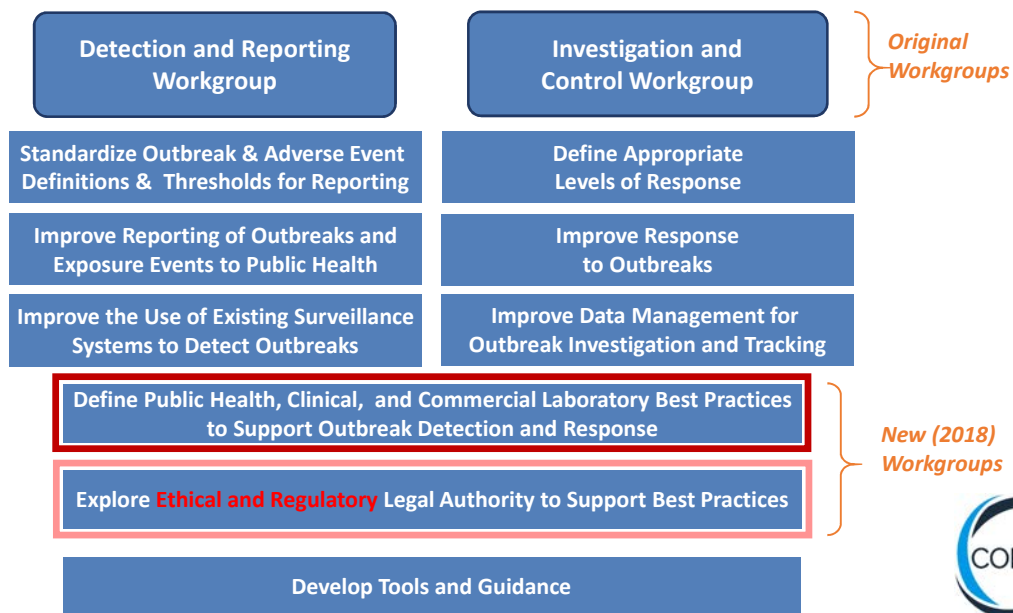 Detection and Reporting
Workgroup
Investigation and
Control Workgroup
Original
Workgroups
Standardize Outbreak & Adverse Event
Definitions & Thresholds for Reporting
Define Appropriate
Levels of Response
Improve Reporting of Outbreaks and
Exposure Events to Public Health
Improve Response
to Outbreaks
Improve the Use of Existing Surveillance
Systems to Detect Outbreaks
Improve Data Management for
Outbreak Investigation and Tracking
Define Public Health, Clinical, and Commercial Laboratory Best Practices
to Support Outbreak Detection and Response
New (2018)
Workgroups
Explore Ethical and Regulatory Legal Authority to Support Best Practices
Develop Tools and Guidance